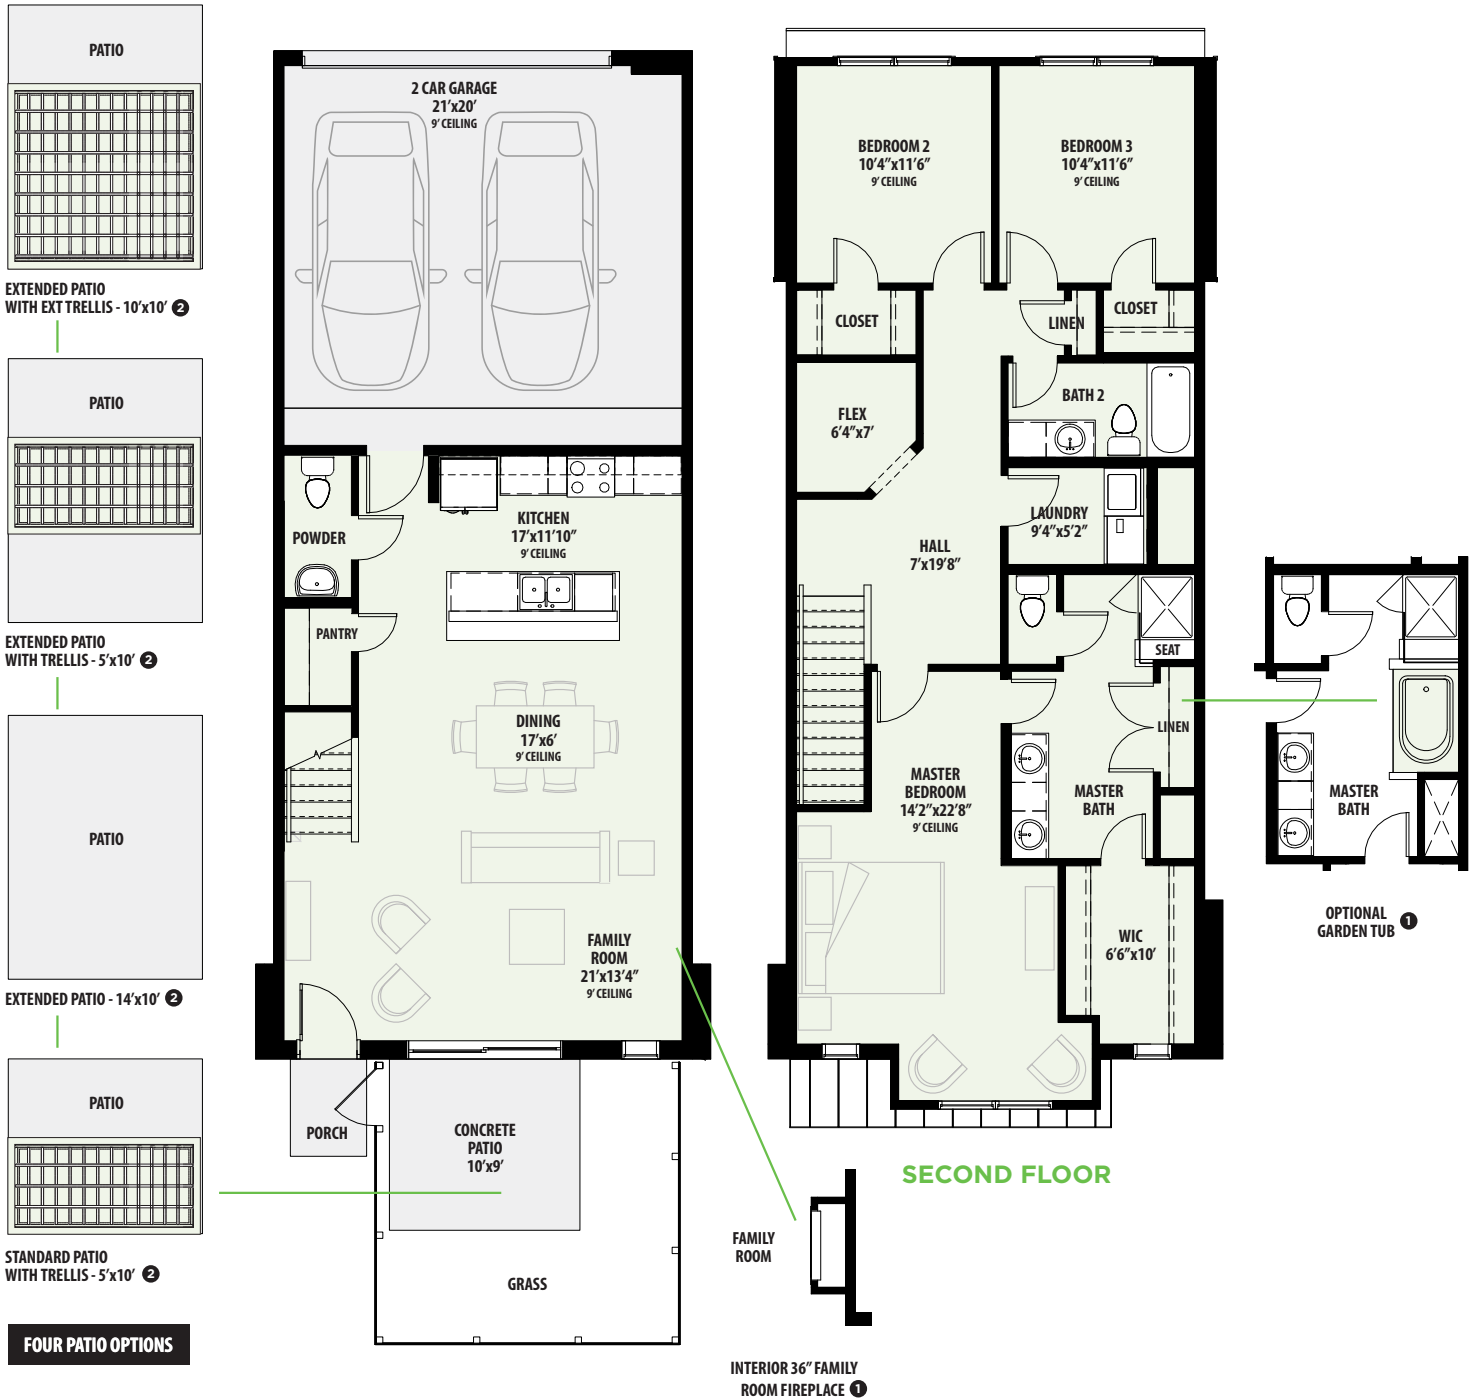 PATIO
EXTENDED PATIO
WITH EXT TRELLIS - 10'x10' 2
PATIO
EXTENDED PATIO
WITH TRELLIS - 5'x10' 2
PATIO
EXTENDED PATIO - 14'x10' 2
PATIO
STANDARD PATIO
WITH TRELLIS - 5'x10' 2
FOUR PATIO OPTIONS
2 CAR GARAGE
21'x20'
9' CEILING
POWDER
KITCHEN
17'x11'10"
9' CEILING
PANTRY
DINING
17'x6'
9' CEILING
FAMILY
ROOM
21'x13'4"
9' CEILING
PORCH
CONCRETE
PATIO
10'x9'
GRASS
BEDROOM 2
10'4"x11'6"
9' CEILING
BEDROOM 3
10'4"x11'6"
9' CEILING
CLOSET
LINEN
CLOSET
BATH 2
FLEX
6'4"x7'
LAUNDRY
9'4"x5'2"
HALL
7'x19'8"
SEAT
LINEN
MASTER
BEDROOM
14'2"x22'8"
9' CEILING
MASTER
BATH
WIC
6'6"x10'
SECOND FLOOR
MASTER
BATH
OPTIONAL
GARDEN TUB 1
FAMILY
ROOM
INTERIOR 36" FAMILY
ROOM FIREPLACE 1